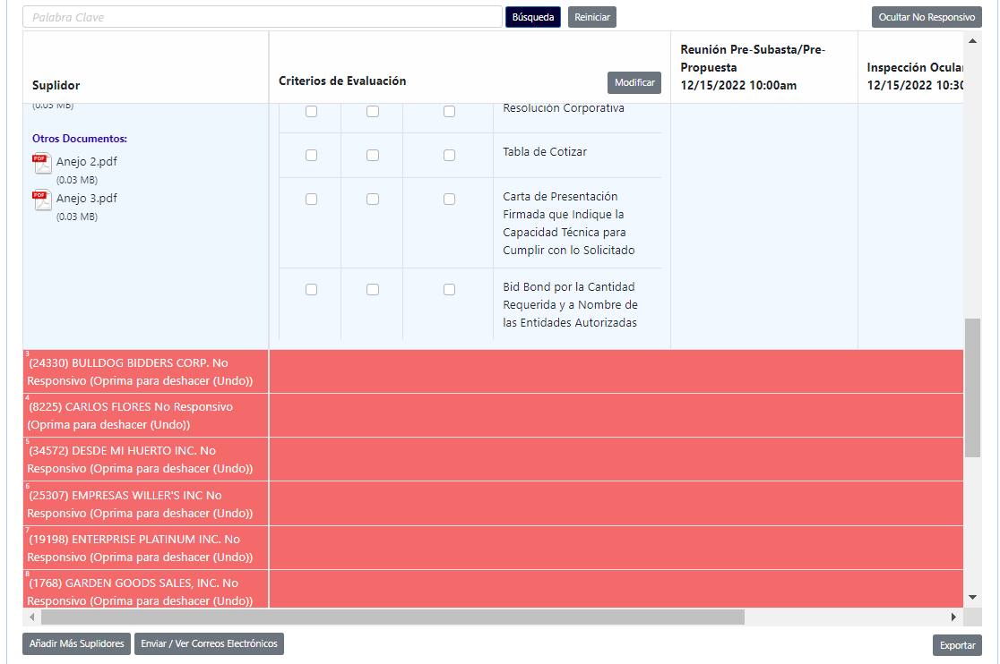 Palabra Clave
Búsqueda
Reiniciar
Ocultar No Responsivo
Suplidor
Criterios de Evaluación
Modificar
Reunión Pre-Subasta/Pre-
Propuesta
12/15/2022 10:00am
Inspección Ocular
12/15/2022 10:30
(0.03 MB)
Otros Documentos:
PDF
Anejo 2.pdf
(0.03 MB)
PDF
Anejo 3.pdf
(0.03 MB)
Resolución Corporativa
Tabla de Cotizar
Carta de Presentación
Firmada que Indique la
Capacidad Técnica para
Cumplir con lo Solicitado
Bid Bond por la Cantidad
Requerida y a Nombre de
las Entidades Autorizadas
3
(24330) BULLDOG BIDDERS CORP. No
Responsivo (Oprima para deshacer (Undo))
4
(8225) CARLOS FLORES No Responsivo
(Oprima para deshacer (Undo))
5
(34572) DESDE MI HUERTO INC. No
Responsivo (Oprima para deshacer (Undo))
6
(25307) EMPRESAS WILLER'S INC No
Responsivo (Oprima para deshacer (Undo))
7
(19198) ENTERPRISE PLATINUM INC. No
Responsivo (Oprima para deshacer (Undo))
8
(1768) GARDEN GOODS SALES, INC. No
Responsivo (Oprima para deshacer (Undo))
Añadir Más Suplidores
Enviar / Ver Correos Electrónicos
Exportar